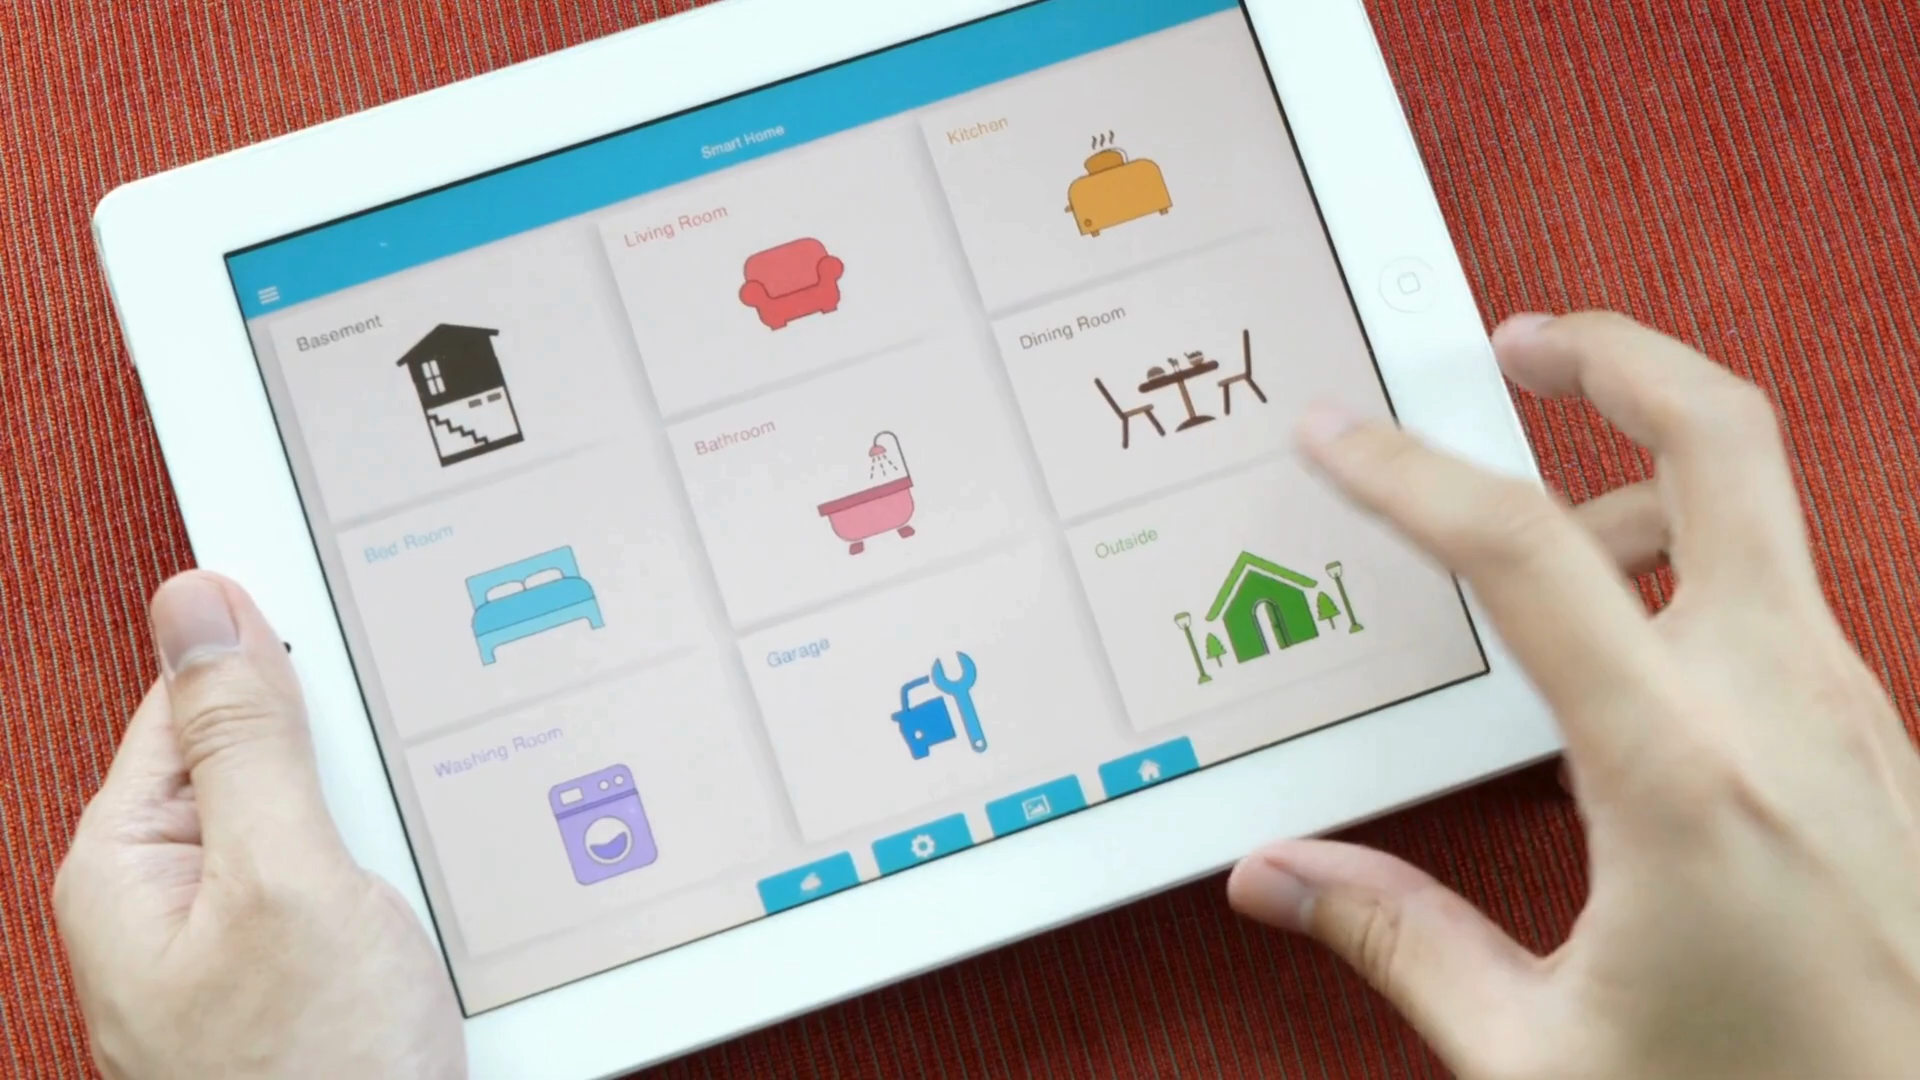 Smart Home
Basement
Living Room
Kitchen
Bed Room
Bathroom
Dining Room
Washing Room
Garage
Outside